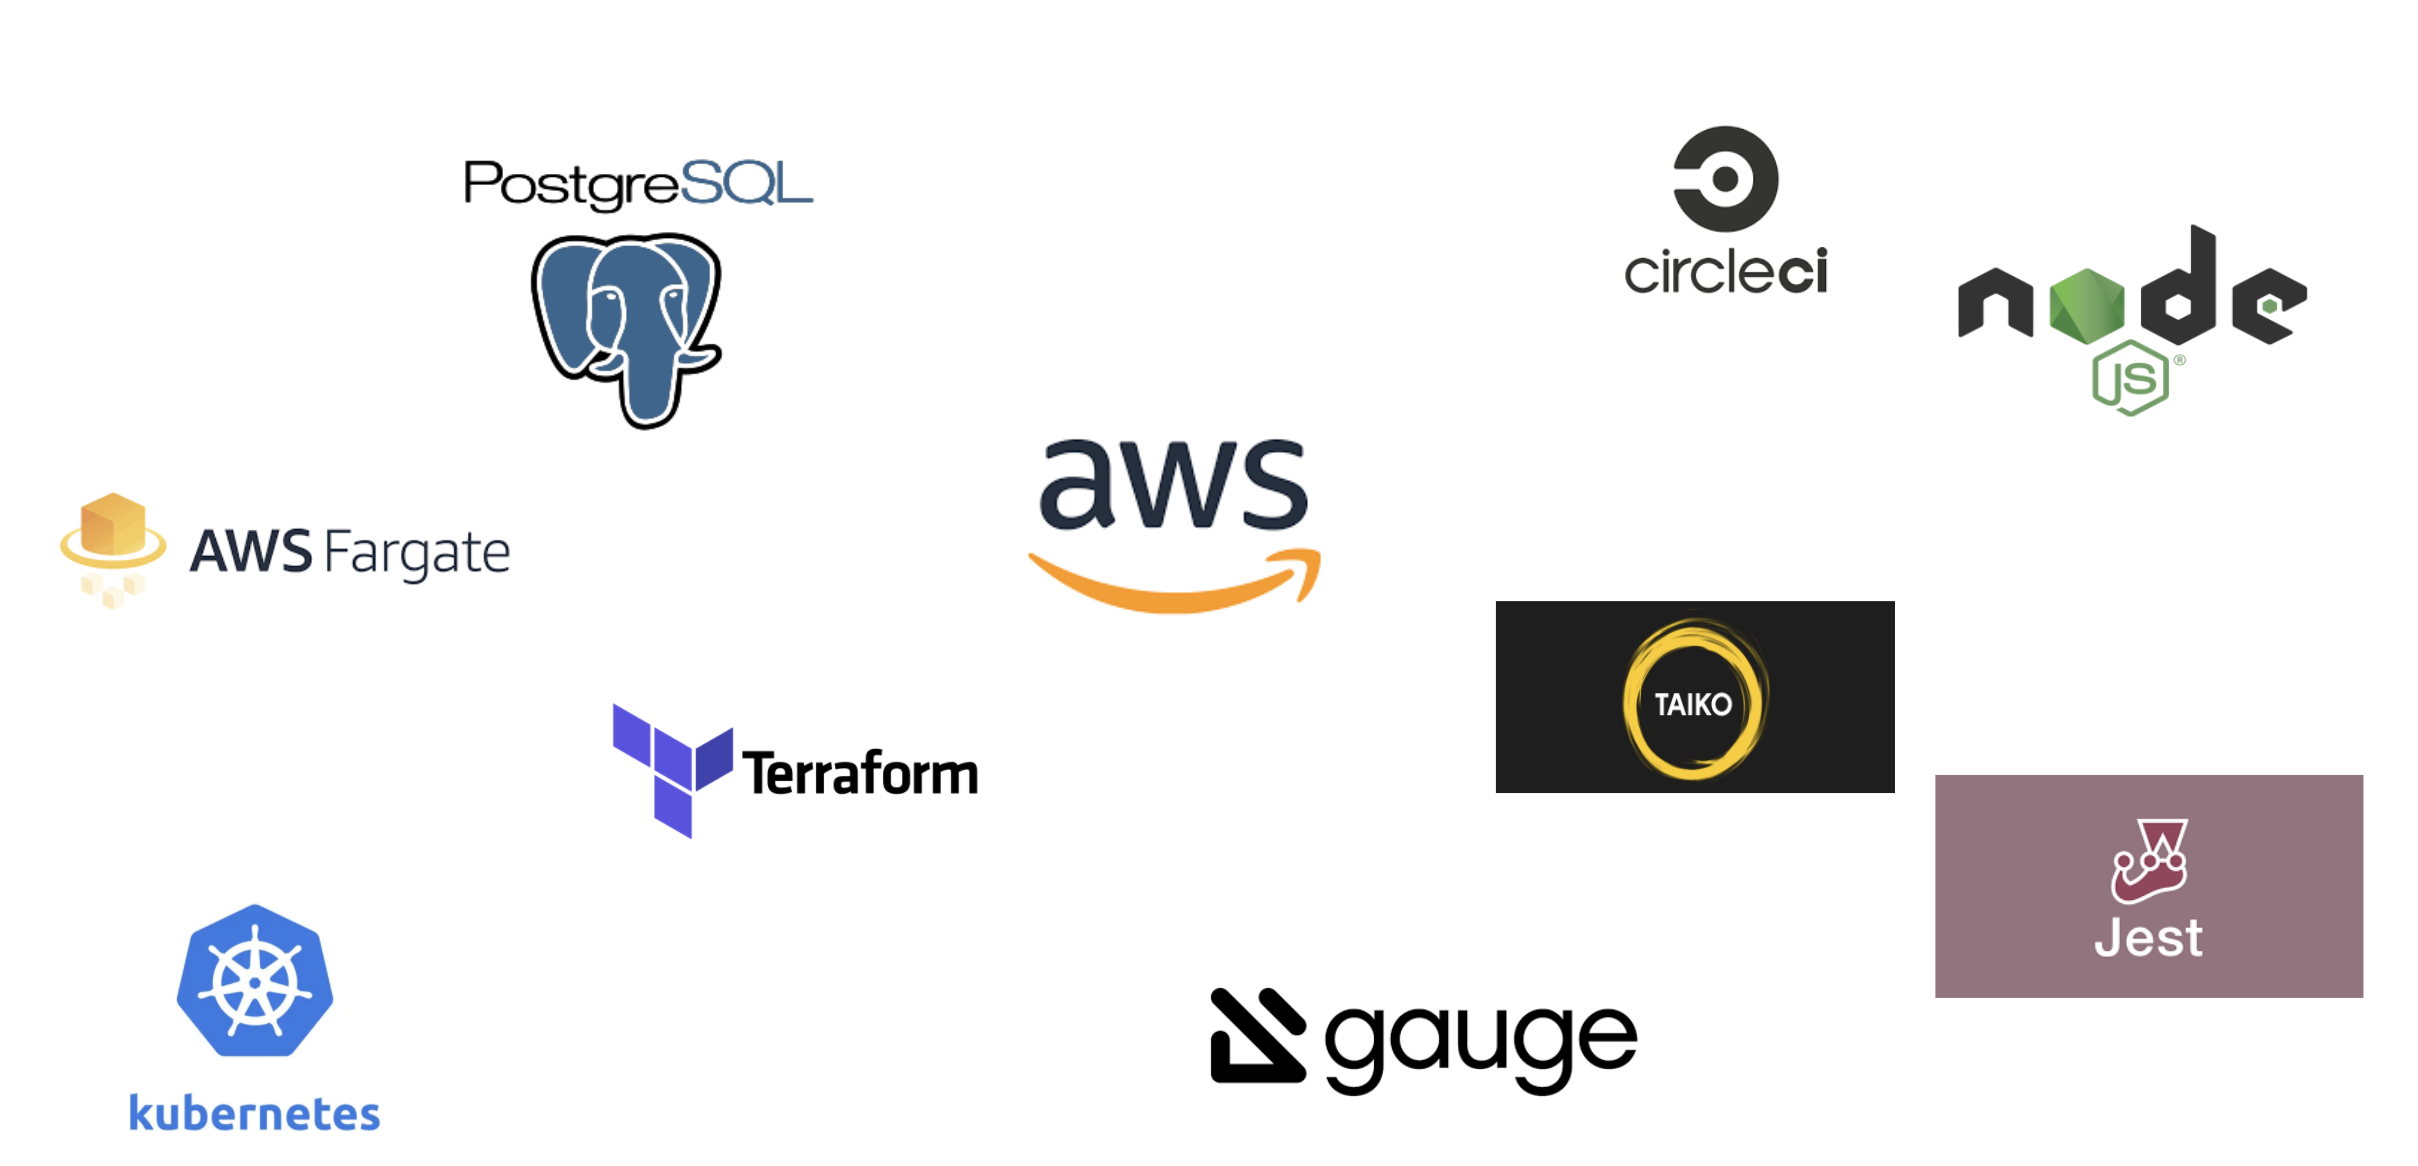 PostgreSQL
circleci
node
JS®
aws
AWS Fargate
TAIKO
Terraform
Jest
kubernetes
gauge